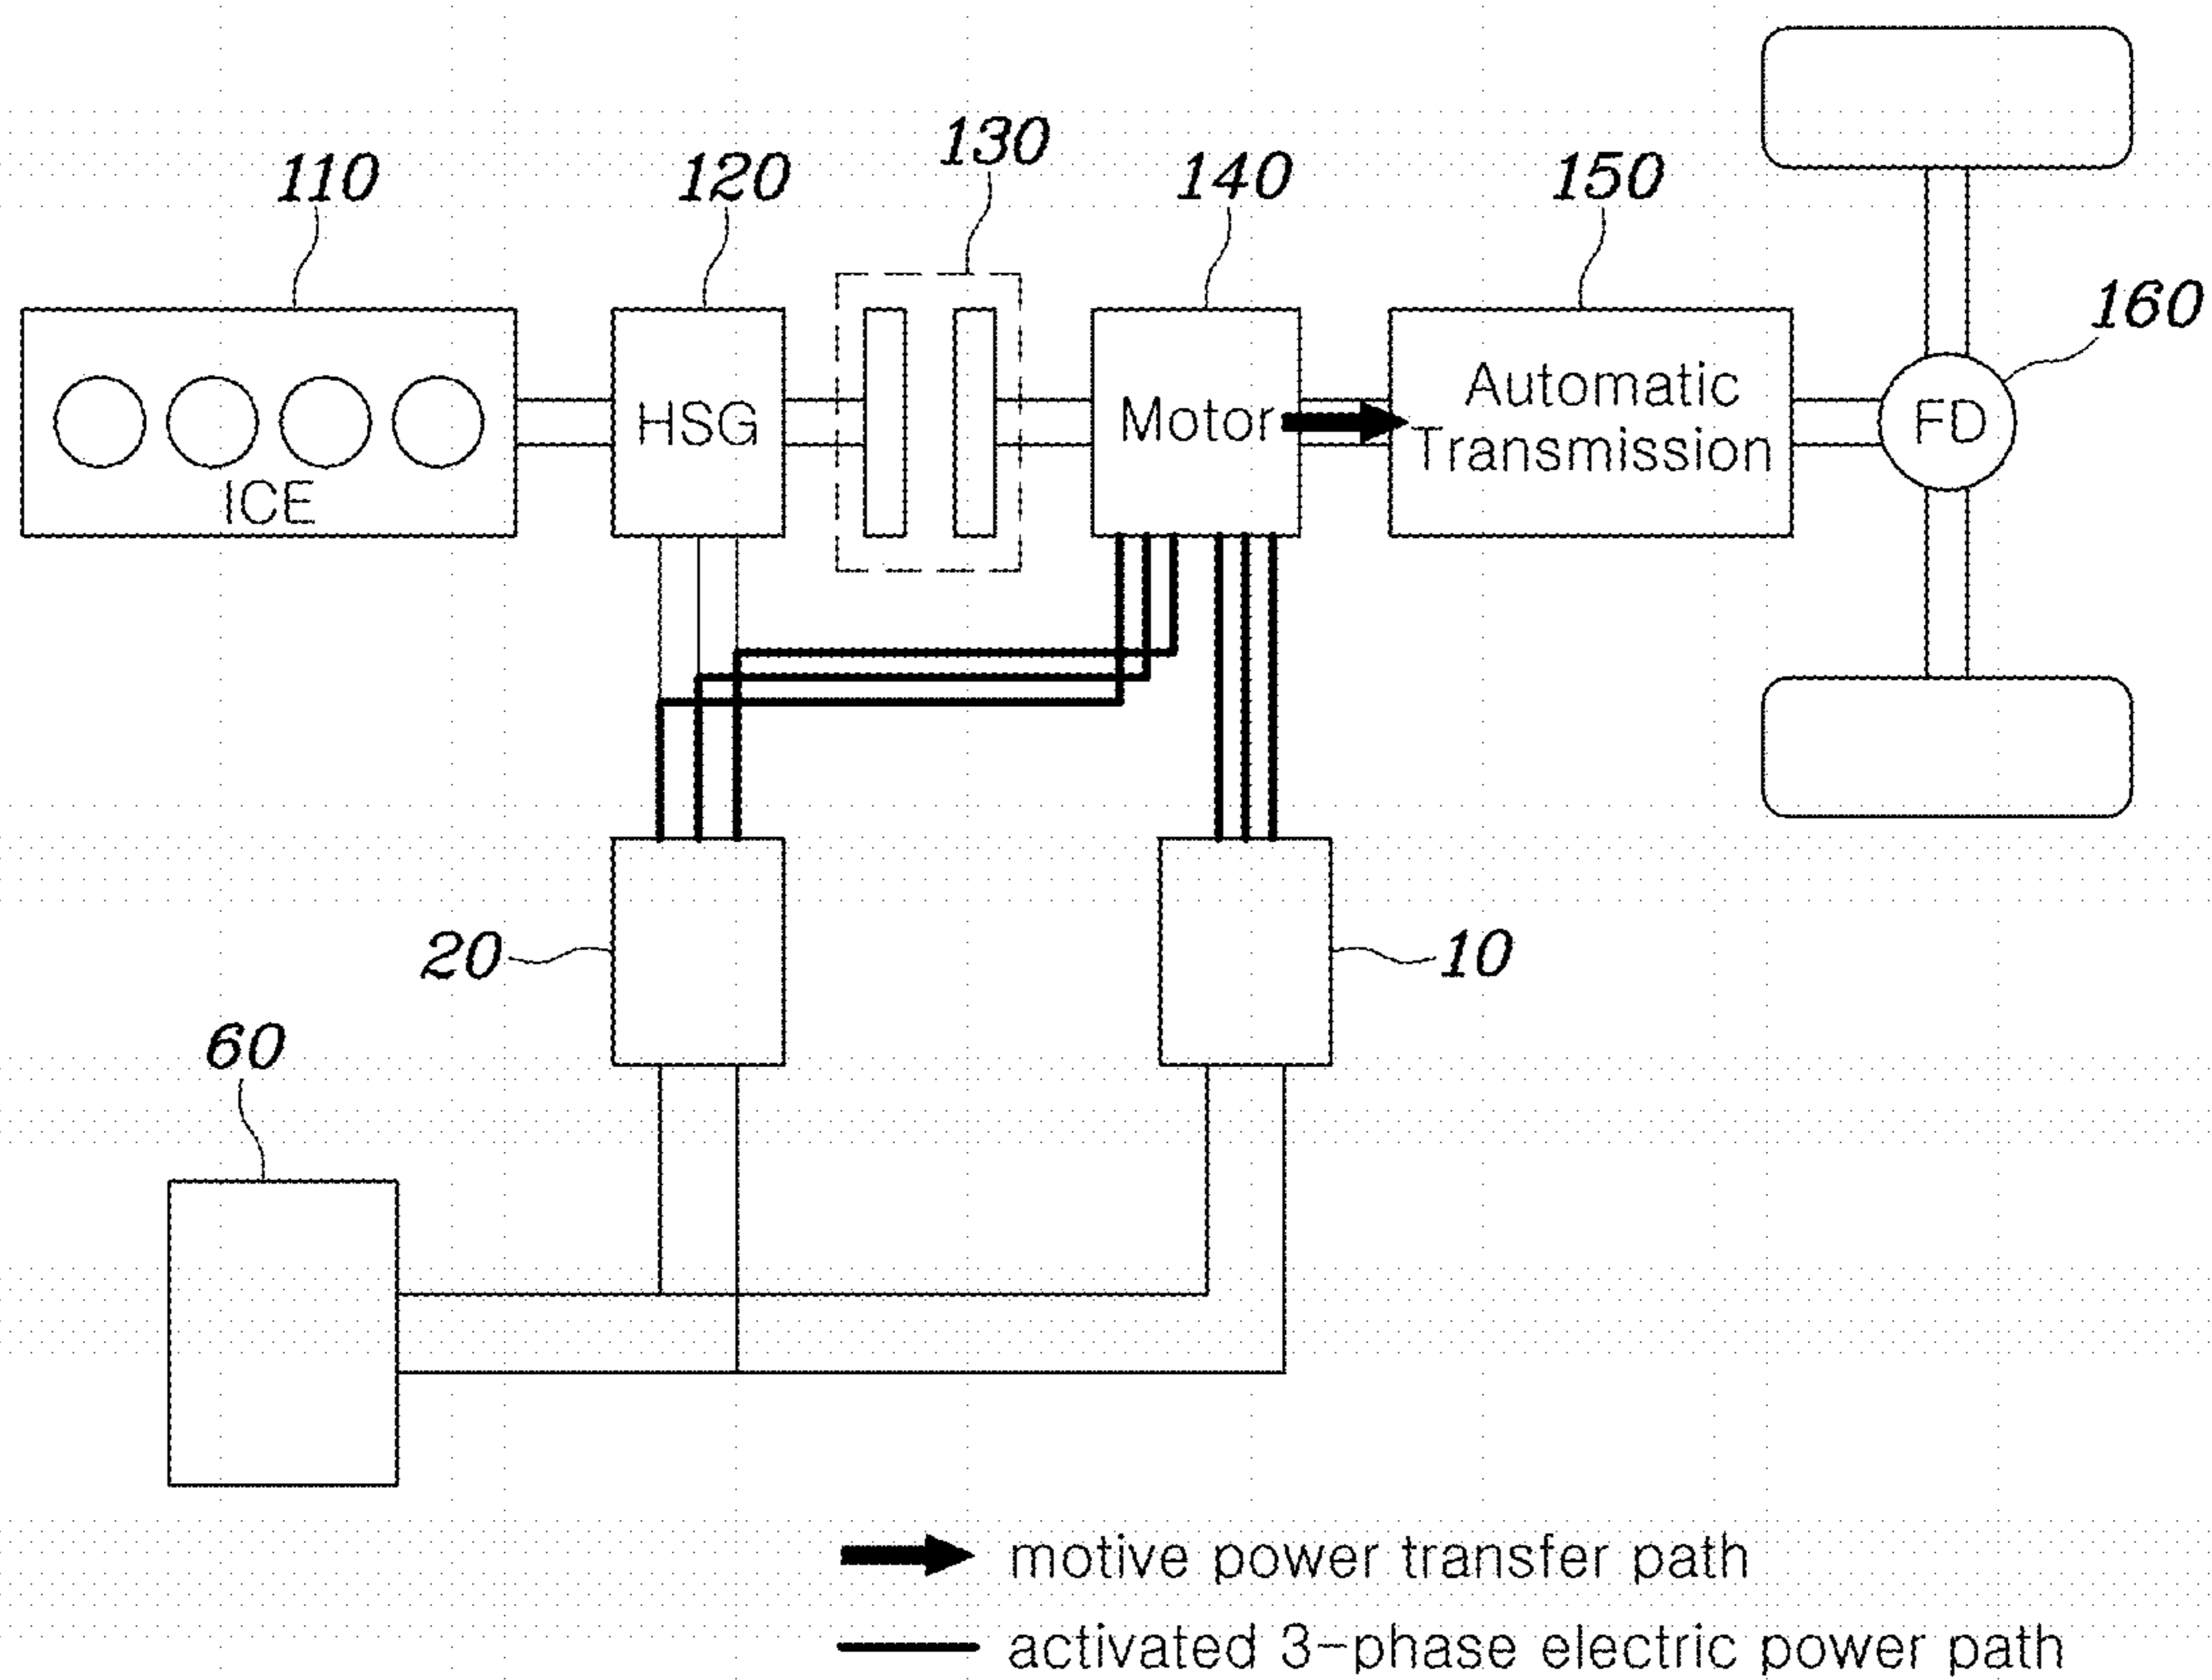 110
120
130
140
150
160
ICE
HSG
Motor
Automatic
Transmission
FD
20
10
60
motive power transfer path
activated 3-phase electric power path